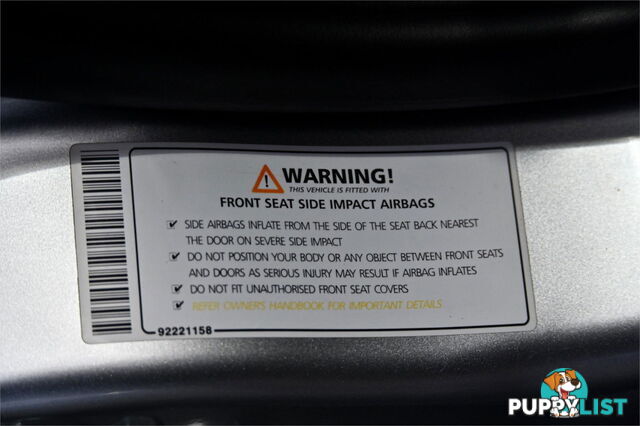 WARNING!
THIS VEHICLE IS FITTED WITH
FRONT SEAT SIDE IMPACT AIRBAGS
SIDE AIRBAGS INFLATE FROM THE SIDE OF THE SEAT BACK NEAREST
THE DOOR ON SEVERE SIDE IMPACT
DO NOT POSITION YOUR BODY OR ANY OBJECT BETWEEN FRONT SEATS
AND DOORS AS SERIOUS INJURY MAY RESULT IF AIRBAG INFLATES
DO NOT FIT UNAUTHORISED FRONT SEAT COVERS
REFER OWNER'S HANDBOOK FOR IMPORTANT DETAILS
92221158
PUPPYLIST